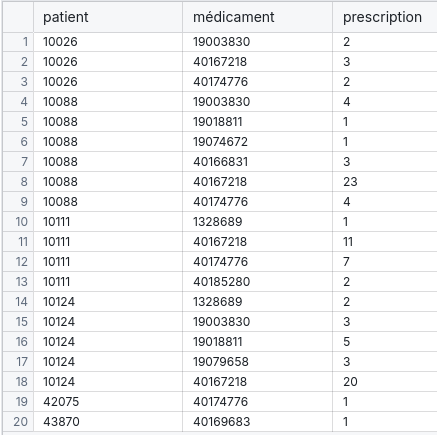 patient médicament prescription
1 10026 19003830 2
2 10026 40167218 3
3 10026 40174776 2
4 10088 19003830 4
5 10088 19018811 1
6 10088 19074672 1
7 10088 40166831 3
8 10088 40167218 23
9 10088 40174776 4
10 10111 1328689 1
11 10111 40167218 11
12 10111 40174776 7
13 10111 40185280 2
14 10124 1328689 2
15 10124 19003830 3
16 10124 19018811 5
17 10124 19079658 3
18 10124 40167218 20
19 42075 40174776 1
20 43870 40169683 1